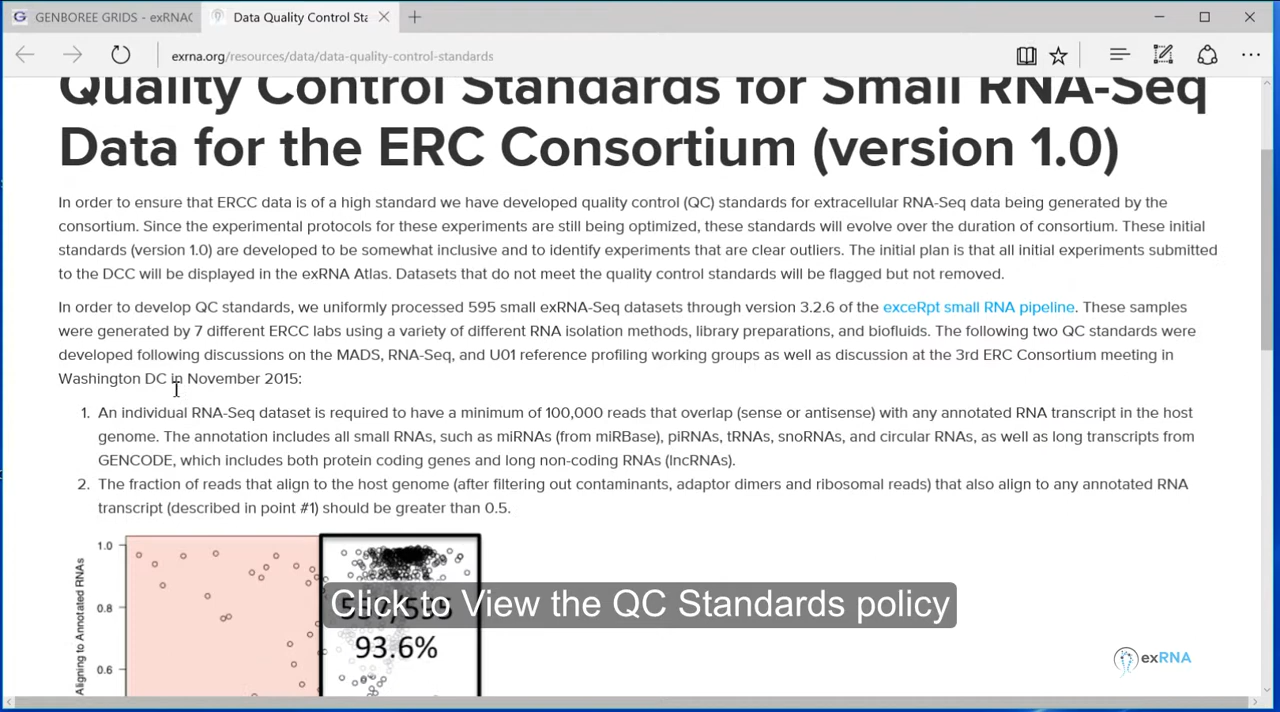 GENBOREE GRIDS - exRNA
Data Quality Control Sta
exrna.org/resources/data/data-quality-control-standards
Quality Control Standards for Small RNA-Seq
Data for the ERC Consortium (version 1.0)
In order to ensure that ERCC data is of a high standard we have developed quality control (QC) standards for extracellular RNA-Seq data being generated by the
consortium. Since the experimental protocols for these experiments are still being optimized, these standards will evolve over the duration of consortium. These initial
standards (version 1.0) are developed to be somewhat inclusive and to identify experiments that are clear outliers. The initial plan is that all initial experiments submitted
to the DCC will be displayed in the exRNA Atlas. Datasets that do not meet the quality control standards will be flagged but not removed.
In order to develop QC standards, we uniformly processed 595 small exRNA-Seq datasets through version 3.2.6 of the exceRpt small RNA pipeline. These samples
were generated by 7 different ERCC labs using a variety of different RNA isolation methods, library preparations, and biofluids. The following two QC standards were
developed following discussions on the MADS, RNA-Seq, and U01 reference profiling working groups as well as discussion at the 3rd ERC Consortium meeting in
Washington DC in November 2015:
1. An individual RNA-Seq dataset is required to have a minimum of 100,000 reads that overlap (sense or antisense) with any annotated RNA transcript in the host
genome. The annotation includes all small RNAs, such as miRNAs (from miRBase), piRNAs, tRNAs, snoRNAs, and circular RNAs, as well as long transcripts from
GENCODE, which includes both protein coding genes and long non-coding RNAs (lncRNAs).
2. The fraction of reads that align to the host genome (after filtering out contaminants, adaptor dimers and ribosomal reads) that also align to any annotated RNA
transcript (described in point #1) should be greater than 0.5.
1.0
0.8
0.6
Aligning to Annotated RNAs
Click to View the QC Standards policy
93.6%
exRNA